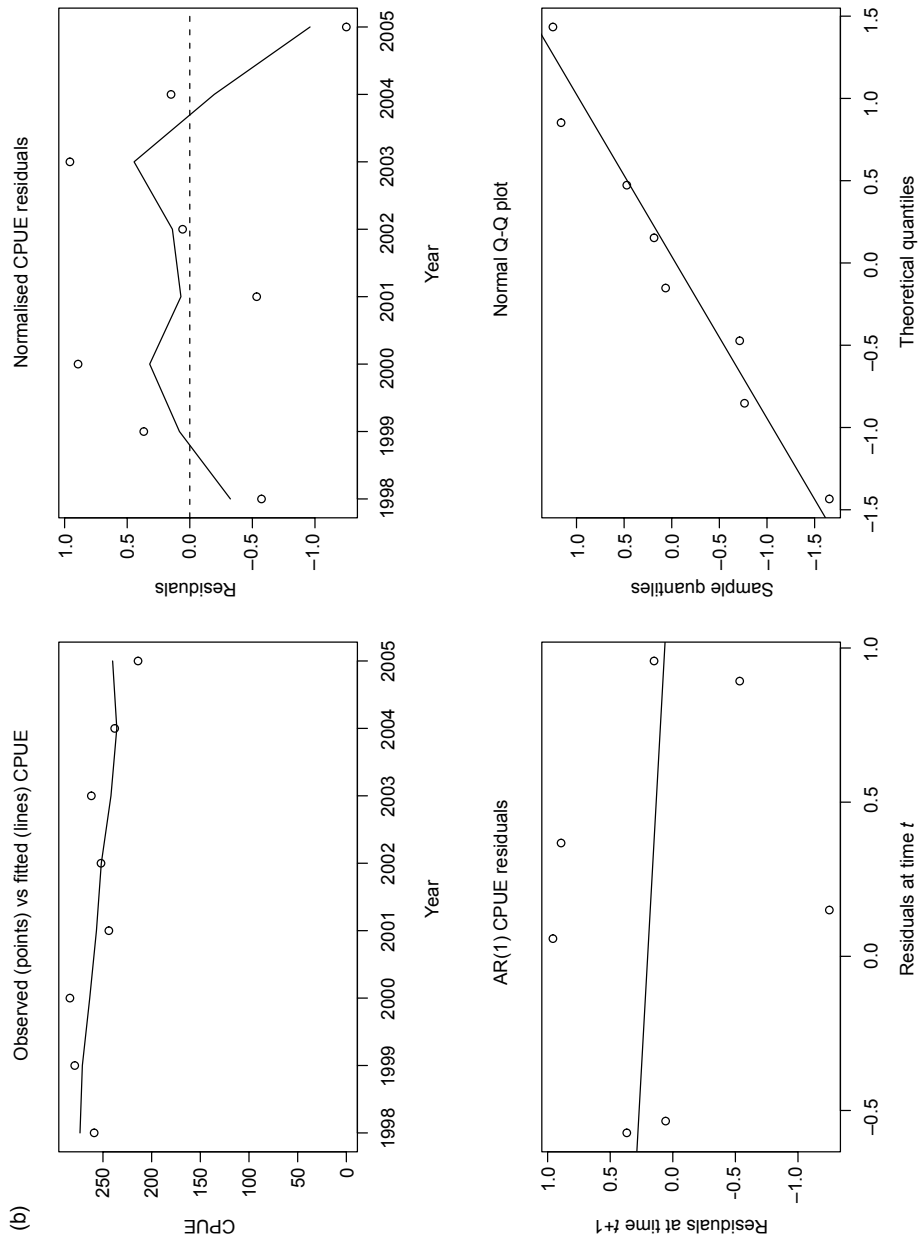 (b)
Observed (points) vs fitted (lines) CPUE
CPUE
250
200
150
100
50
0
1998 1999 2000 2001 2002 2003 2004 2005
Year
Normalised CPUE residuals
Residuals
1.0
0.5
0.0
−0.5
−1.0
1998 1999 2000 2001 2002 2003 2004 2005
Year
AR(1) CPUE residuals
Residuals at time t+1
1.0
0.5
0.0
−0.5
−1.0
−0.5 0.0 0.5 1.0
Residuals at time t
Normal Q-Q plot
Sample quantiles
1.0
0.5
0.0
−0.5
−1.0
−1.5
−1.5 −1.0 −0.5 0.0 0.5 1.0 1.5
Theoretical quantiles